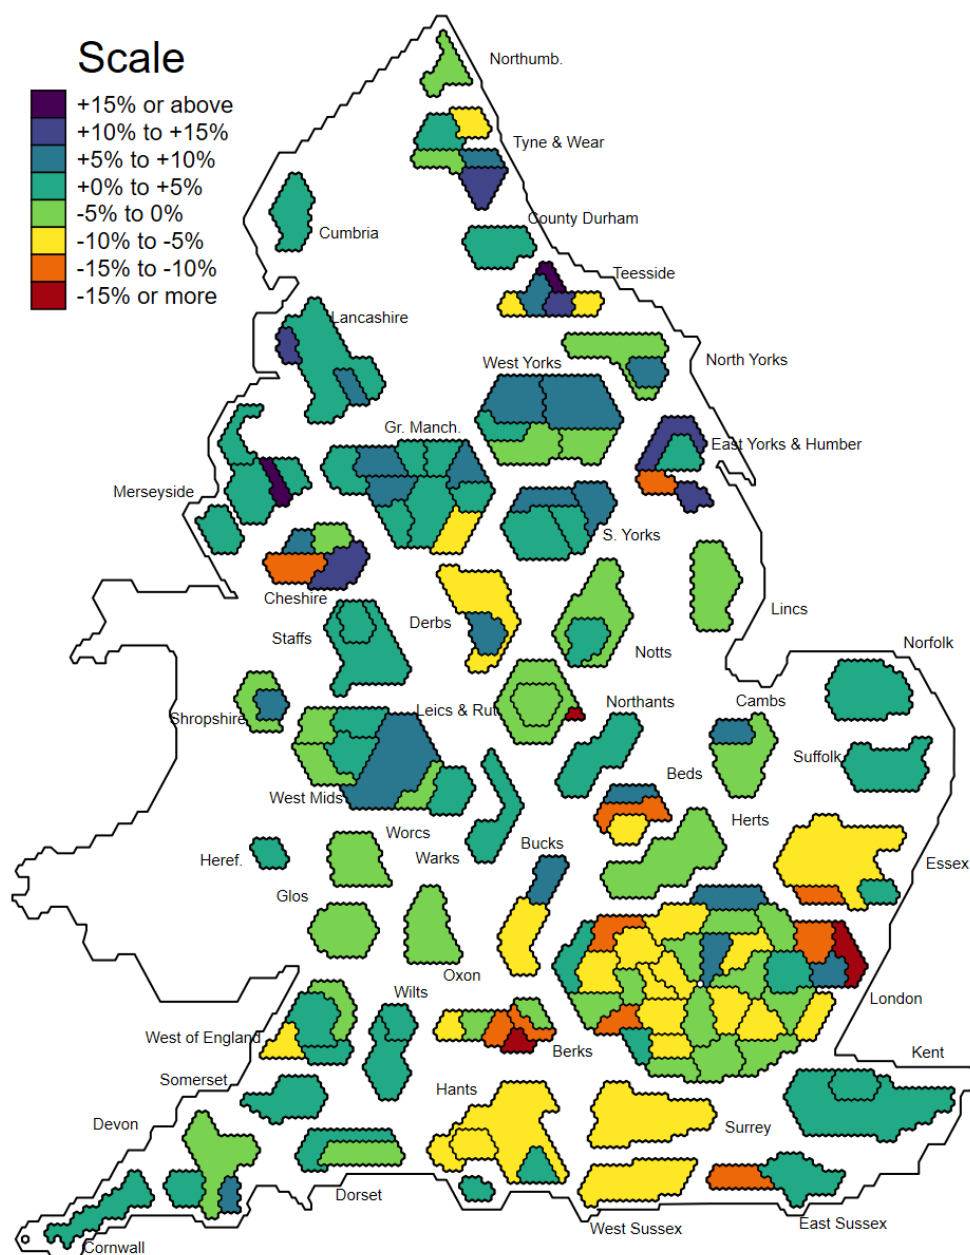 Scale
+15% or above
+10% to +15%
+5% to +10%
+0% to +5%
-5% to 0%
-10% to -5%
-15% to -10%
-15% or more
Northumb.
Tyne & Wear
County Durham
Cumbria
Teesside
Lancashire
West Yorks
North Yorks
Gr. Manch.
East Yorks & Humber
Merseyside
S. Yorks
Cheshire
Derbs
Lincs
Staffs
Notts
Norfolk
Shropshire
Leics & Rut
Northants
Cambs
Suffolk
Beds
West Mids
Herts
Worcs
Bucks
Heref.
Warks
Essex
Glos
Oxon
Wilts
London
West of England
Berks
Kent
Somerset
Hants
Devon
Surrey
Dorset
West Sussex
East Sussex
Cornwall